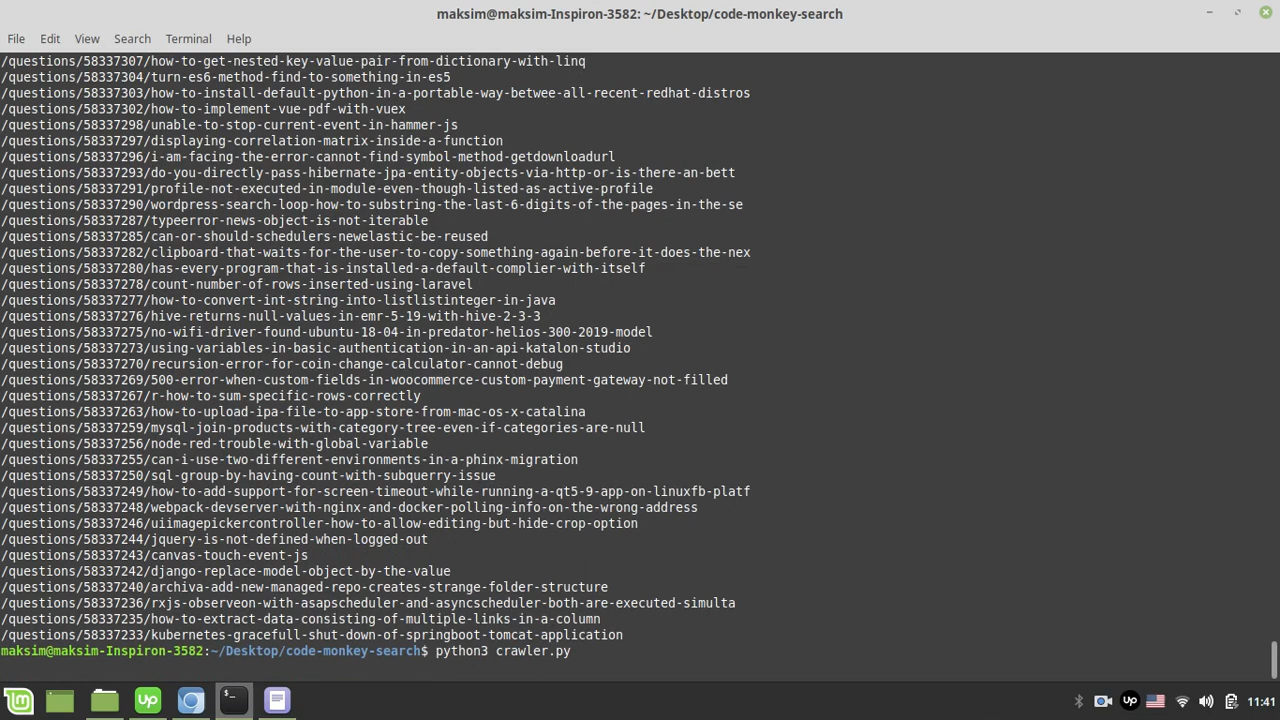 maksim@maksim-Inspiron-3582: ~/Desktop/code-monkey-search
File Edit View Search Terminal Help
/questions/58337307/how-to-get-nested-key-value-pair-from-dictionary-with-linq
/questions/58337304/turn-es6-method-find-to-something-in-es5
/questions/58337303/how-to-install-default-python-in-a-portable-way-betwee-all-recent-redhat-distros
/questions/58337302/how-to-implement-vue-pdf-with-vuex
/questions/58337298/unable-to-stop-current-event-in-hammer-js
/questions/58337297/displaying-correlation-matrix-inside-a-function
/questions/58337296/i-am-facing-the-error-cannot-find-symbol-method-getdownloadurl
/questions/58337293/do-you-directly-pass-hibernate-jpa-entity-objects-via-http-or-is-there-an-bett
/questions/58337291/profile-not-executed-in-module-even-though-listed-as-active-profile
/questions/58337290/wordpress-search-loop-how-to-substring-the-last-6-digits-of-the-pages-in-the-se
/questions/58337287/typeerror-news-object-is-not-iterable
/questions/58337285/can-or-should-schedulers-newelastic-be-reused
/questions/58337282/clipboard-that-waits-for-the-user-to-copy-something-again-before-it-does-the-nex
/questions/58337280/has-every-program-that-is-installed-a-default-complier-with-itself
/questions/58337278/count-number-of-rows-inserted-using-laravel
/questions/58337277/how-to-convert-int-string-into-listlistinteger-in-java
/questions/58337276/hive-returns-null-values-in-emr-5-19-with-hive-2-3-3
/questions/58337275/no-wifi-driver-found-ubuntu-18-04-in-predator-helios-300-2019-model
/questions/58337273/using-variables-in-basic-authentication-in-an-api-katalon-studio
/questions/58337270/recursion-error-for-coin-change-calculator-cannot-debug
/questions/58337269/500-error-when-custom-fields-in-woocommerce-custom-payment-gateway-not-filled
/questions/58337267/r-how-to-sum-specific-rows-correctly
/questions/58337263/how-to-upload-ipa-file-to-app-store-from-mac-os-x-catalina
/questions/58337259/mysql-join-products-with-category-tree-even-if-categories-are-null
/questions/58337256/node-red-trouble-with-global-variable
/questions/58337255/can-i-use-two-different-environments-in-a-phinx-migration
/questions/58337250/sql-group-by-having-count-with-subquerry-issue
/questions/58337249/how-to-add-support-for-screen-timeout-while-running-a-qt5-9-app-on-linuxfb-platf
/questions/58337248/webpack-devserver-with-nginx-and-docker-polling-info-on-the-wrong-address
/questions/58337246/uiimagepickercontroller-how-to-allow-editing-but-hide-crop-option
/questions/58337244/jquery-is-not-defined-when-logged-out
/questions/58337243/canvas-touch-event-js
/questions/58337242/django-replace-model-object-by-the-value
/questions/58337240/archiva-add-new-managed-repo-creates-strange-folder-structure
/questions/58337236/rxjs-observeon-with-asapscheduler-and-asyncscheduler-both-are-executed-simulta
/questions/58337235/how-to-extract-data-consisting-of-multiple-links-in-a-column
/questions/58337233/kubernetes-gracefull-shut-down-of-springboot-tomcat-application
maksim@maksim-Inspiron-3582:~/Desktop/code-monkey-search$ python3 crawler.py
up $_ up 11:41